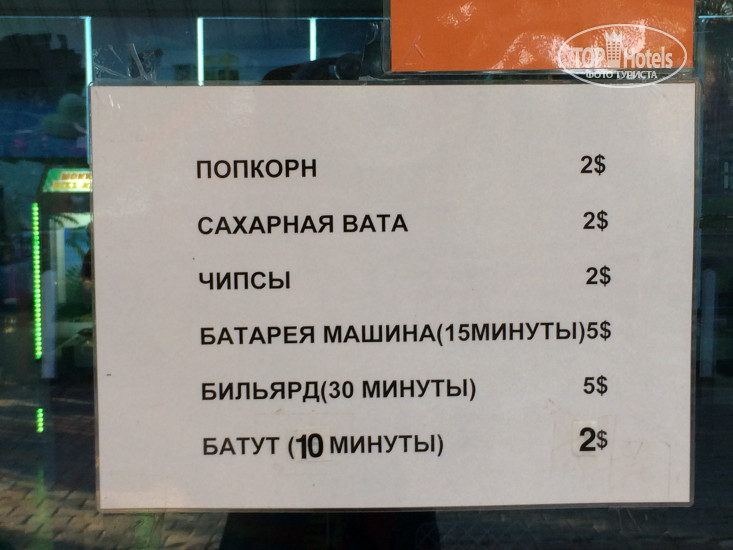 TOP Hotels
ФОТО ТУРИСТА
ПОПКОРН 2$
САХАРНАЯ ВАТА 2$
ЧИПСЫ 2$
БАТАРЕЯ МАШИНА(15МИНУТЫ)5$
БИЛЬЯРД(30 МИНУТЫ) 5$
БАТУТ (10 МИНУТЫ) 2$